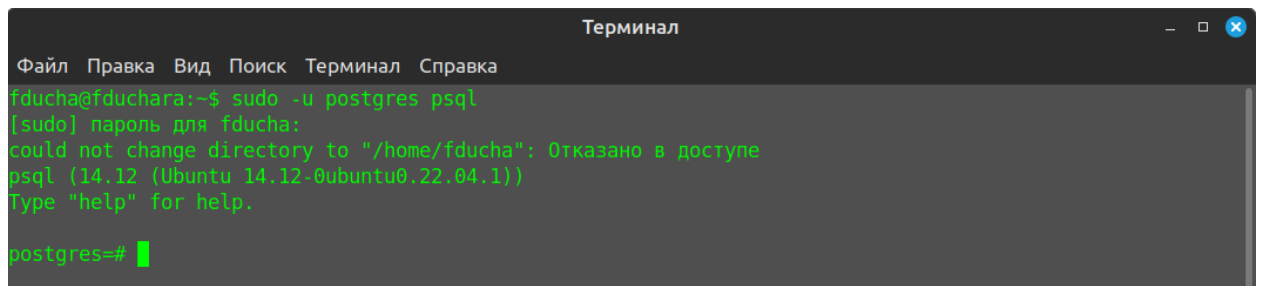 Терминал
Файл Правка Вид Поиск Терминал Справка
fducha@fduchara:~$ sudo -u postgres psql
[sudo] пароль для fducha:
could not change directory to "/home/fducha": Отказано в доступе
psql (14.12 (Ubuntu 14.12-0ubuntu0.22.04.1))
Type "help" for help.
postgres=#